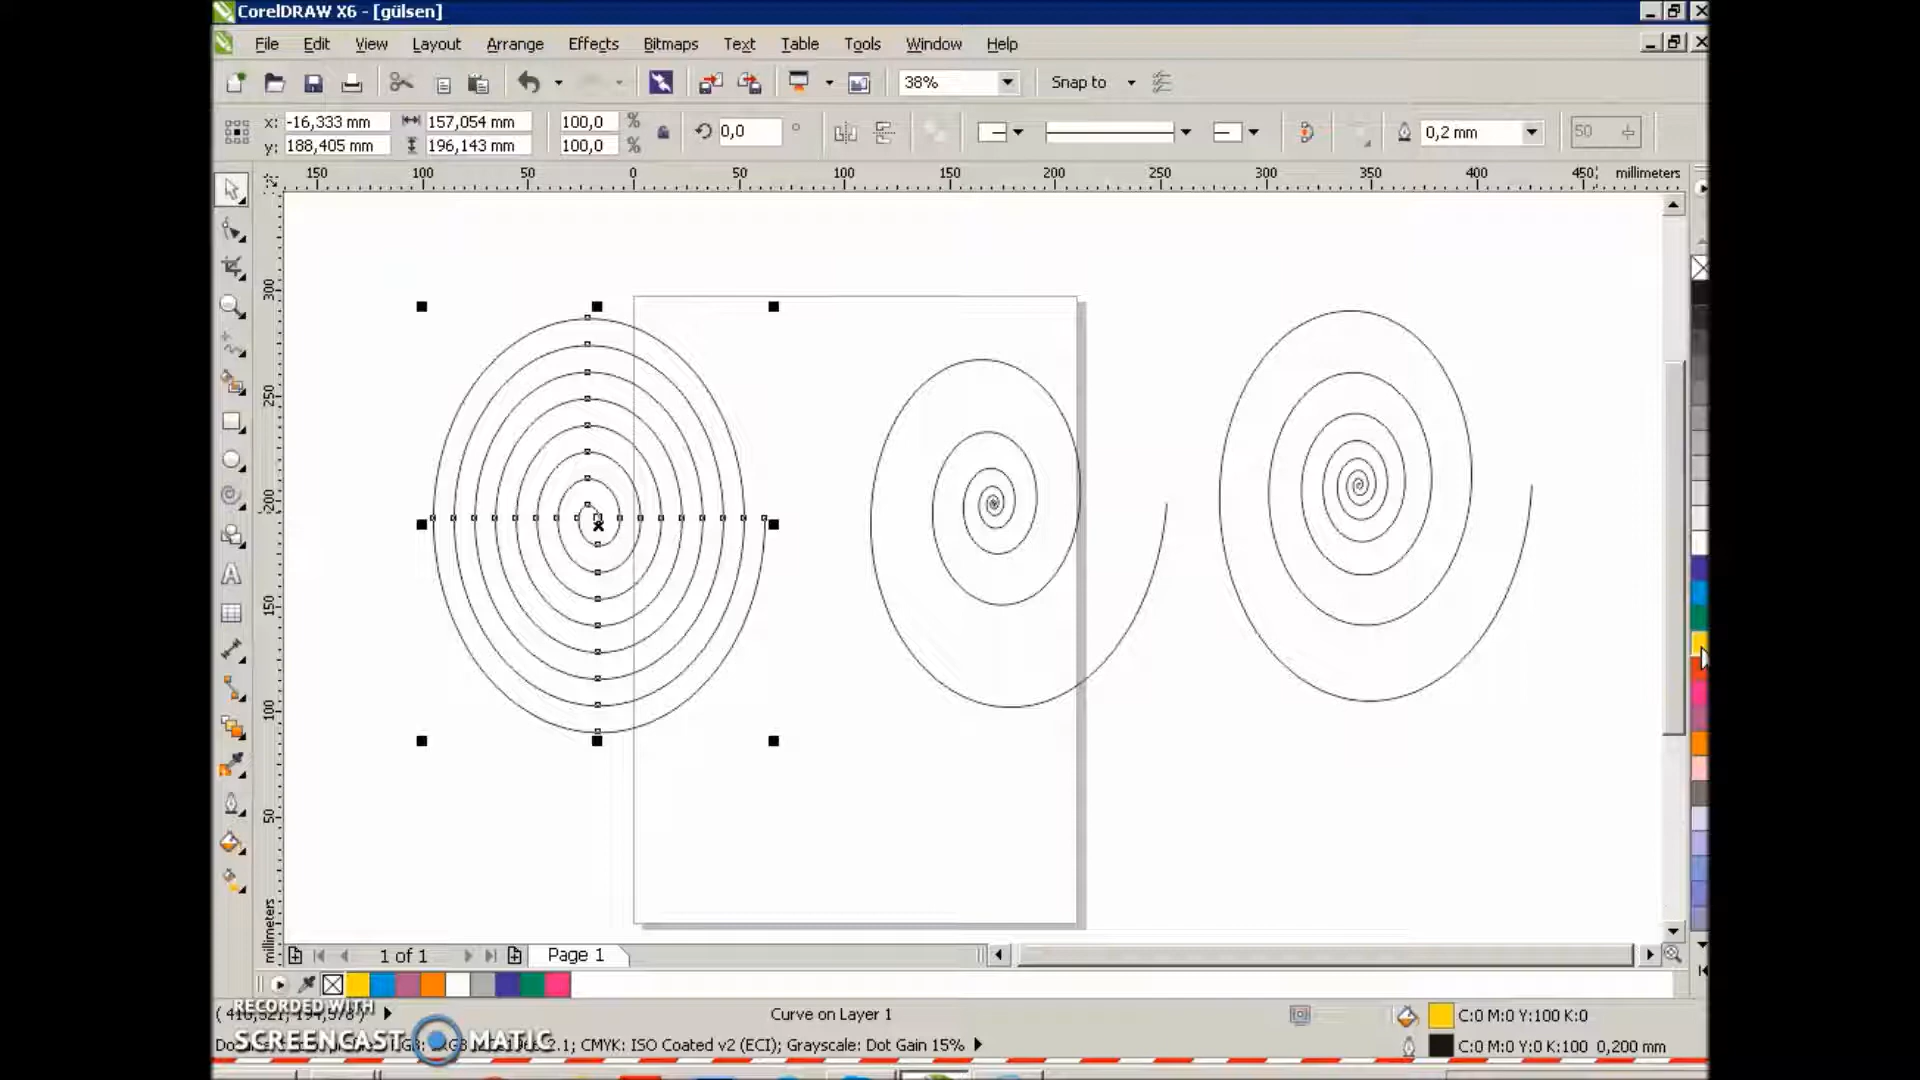 CorelDRAW X6 - [gülsen]
File Edit View Layout Arrange Effects Bitmaps Text Table Tools Window Help
38% Snap to
x: -16,333 mm 157,054 mm 100,0 % 0,0 ° 0,2 mm 50
y: 188,405 mm 196,143 mm 100,0 %
150 100 50 0 50 100 150 200 250 300 350 400 450 millimeters
300
250
200
150
100
50
millimeters
1 of 1 Page 1
RECORDED WITH
Curve on Layer 1 C:0 M:0 Y:100 K:0
SCREENCAST MATIC
2.1; CMYK: ISO Coated v2 (ECI); Grayscale: Dot Gain 15% C:0 M:0 Y:0 K:100 0,200 mm